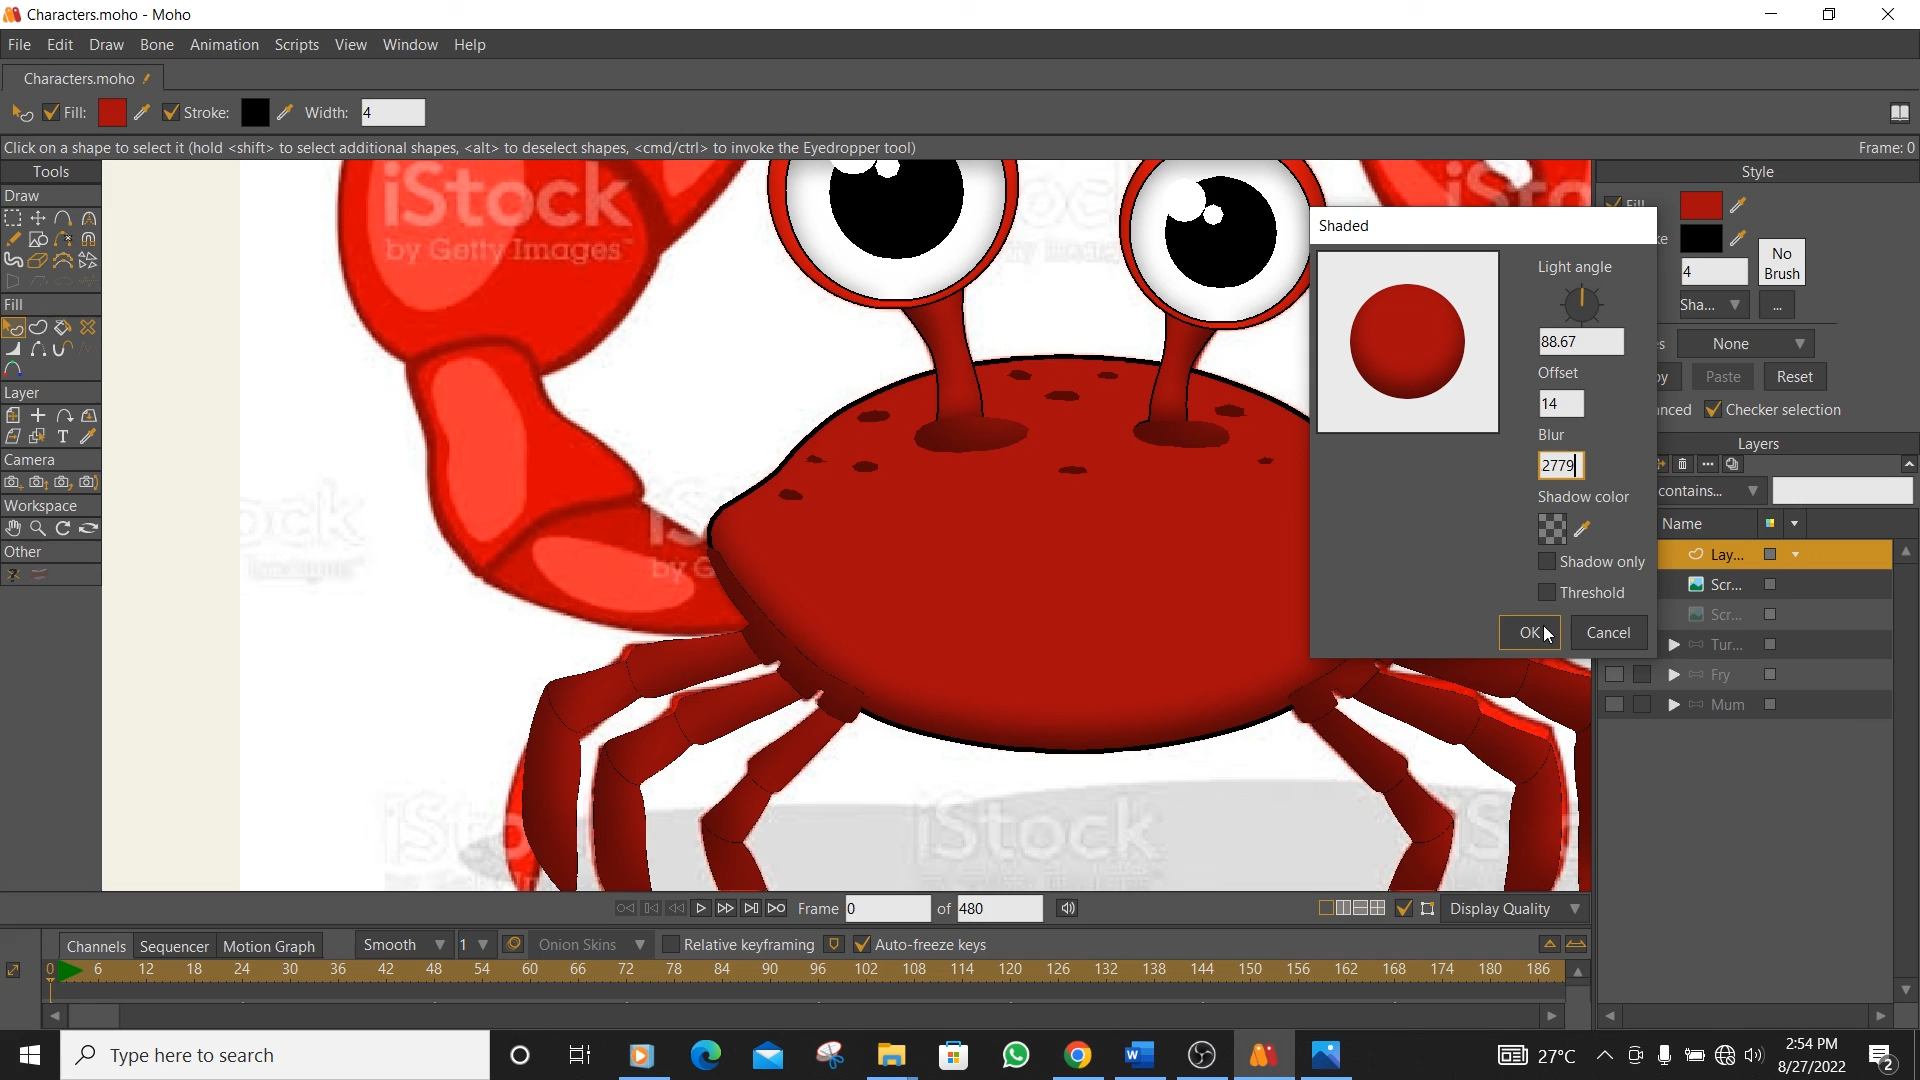 Characters.moho - Moho
File Edit Draw Bone Animation Scripts View Window Help
Characters.moho
Fill: Stroke: Width: 4
Click on a shape to select it (hold <shift> to select additional shapes, <alt> to deselect shapes, <cmd/ctrl> to invoke the Eyedropper tool) Frame: 0
Tools
Draw
Fill
Layer
Camera
Workspace
Other
iStock
by Getty Images™
iStock
by G
iStock
iStock
Shaded
Light angle
88.67
Offset
14
Blur
2779
Shadow color
Shadow only
Threshold
OK Cancel
Style
Fill
4
No Brush
Sha... ...
None
Paste Reset
Checker selection
Layers
contains...
Name
Lay...
Scr...
Scr...
Tur...
Fry
Mum
Frame 0 of 480 Display Quality
Channels Sequencer Motion Graph Smooth 1 Onion Skins Relative keyframing Auto-freeze keys
0 6 12 18 24 30 36 42 48 54 60 66 72 78 84 90 96 102 108 114 120 126 132 138 144 150 156 162 168 174 180 186
Type here to search
27°C
2:54 PM
8/27/2022
2